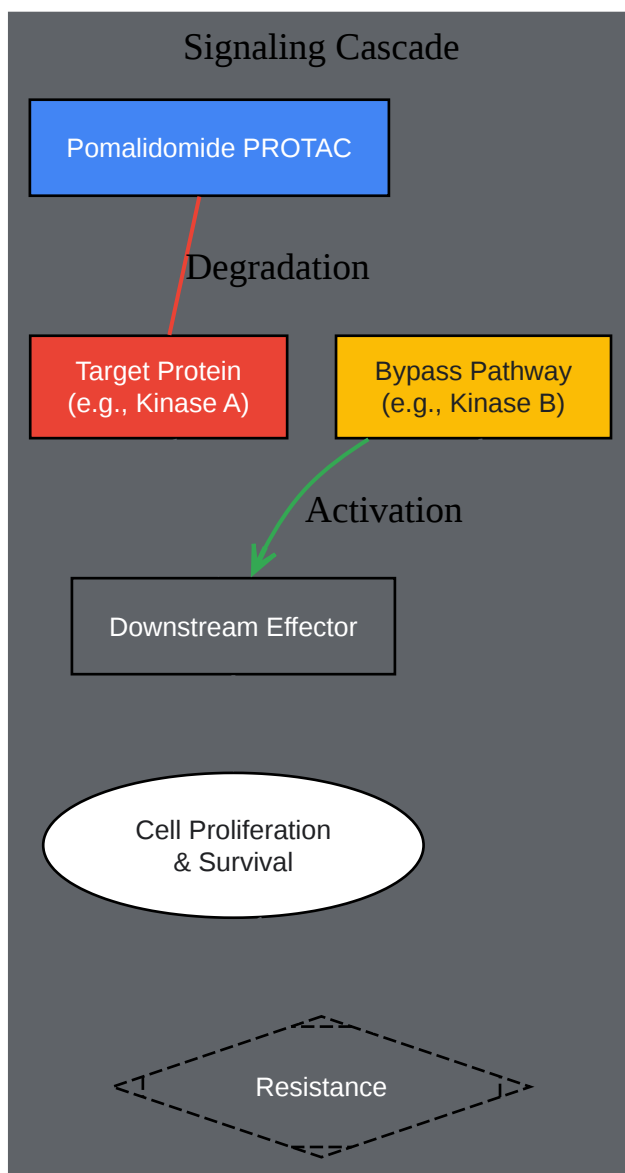 Signaling Cascade
Pomalidomide PROTAC
Degradation
Target Protein
(e.g., Kinase A)
Bypass Pathway
(e.g., Kinase B)
Activation
Downstream Effector
Cell Proliferation
& Survival
Resistance